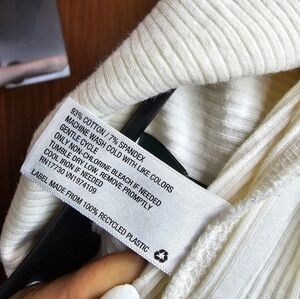 93% COTTON / 7% SPANDEX
MACHINE WASH COLD WITH LIKE COLORS
GENTLE CYCLE
ONLY NON-CHLORINE BLEACH IF NEEDED
TUMBLE DRY LOW, REMOVE PROMPTLY
COOL IRON IF NEEDED
RN17730.VN1974109
LABEL MADE FROM 100% RECYCLED PLASTIC